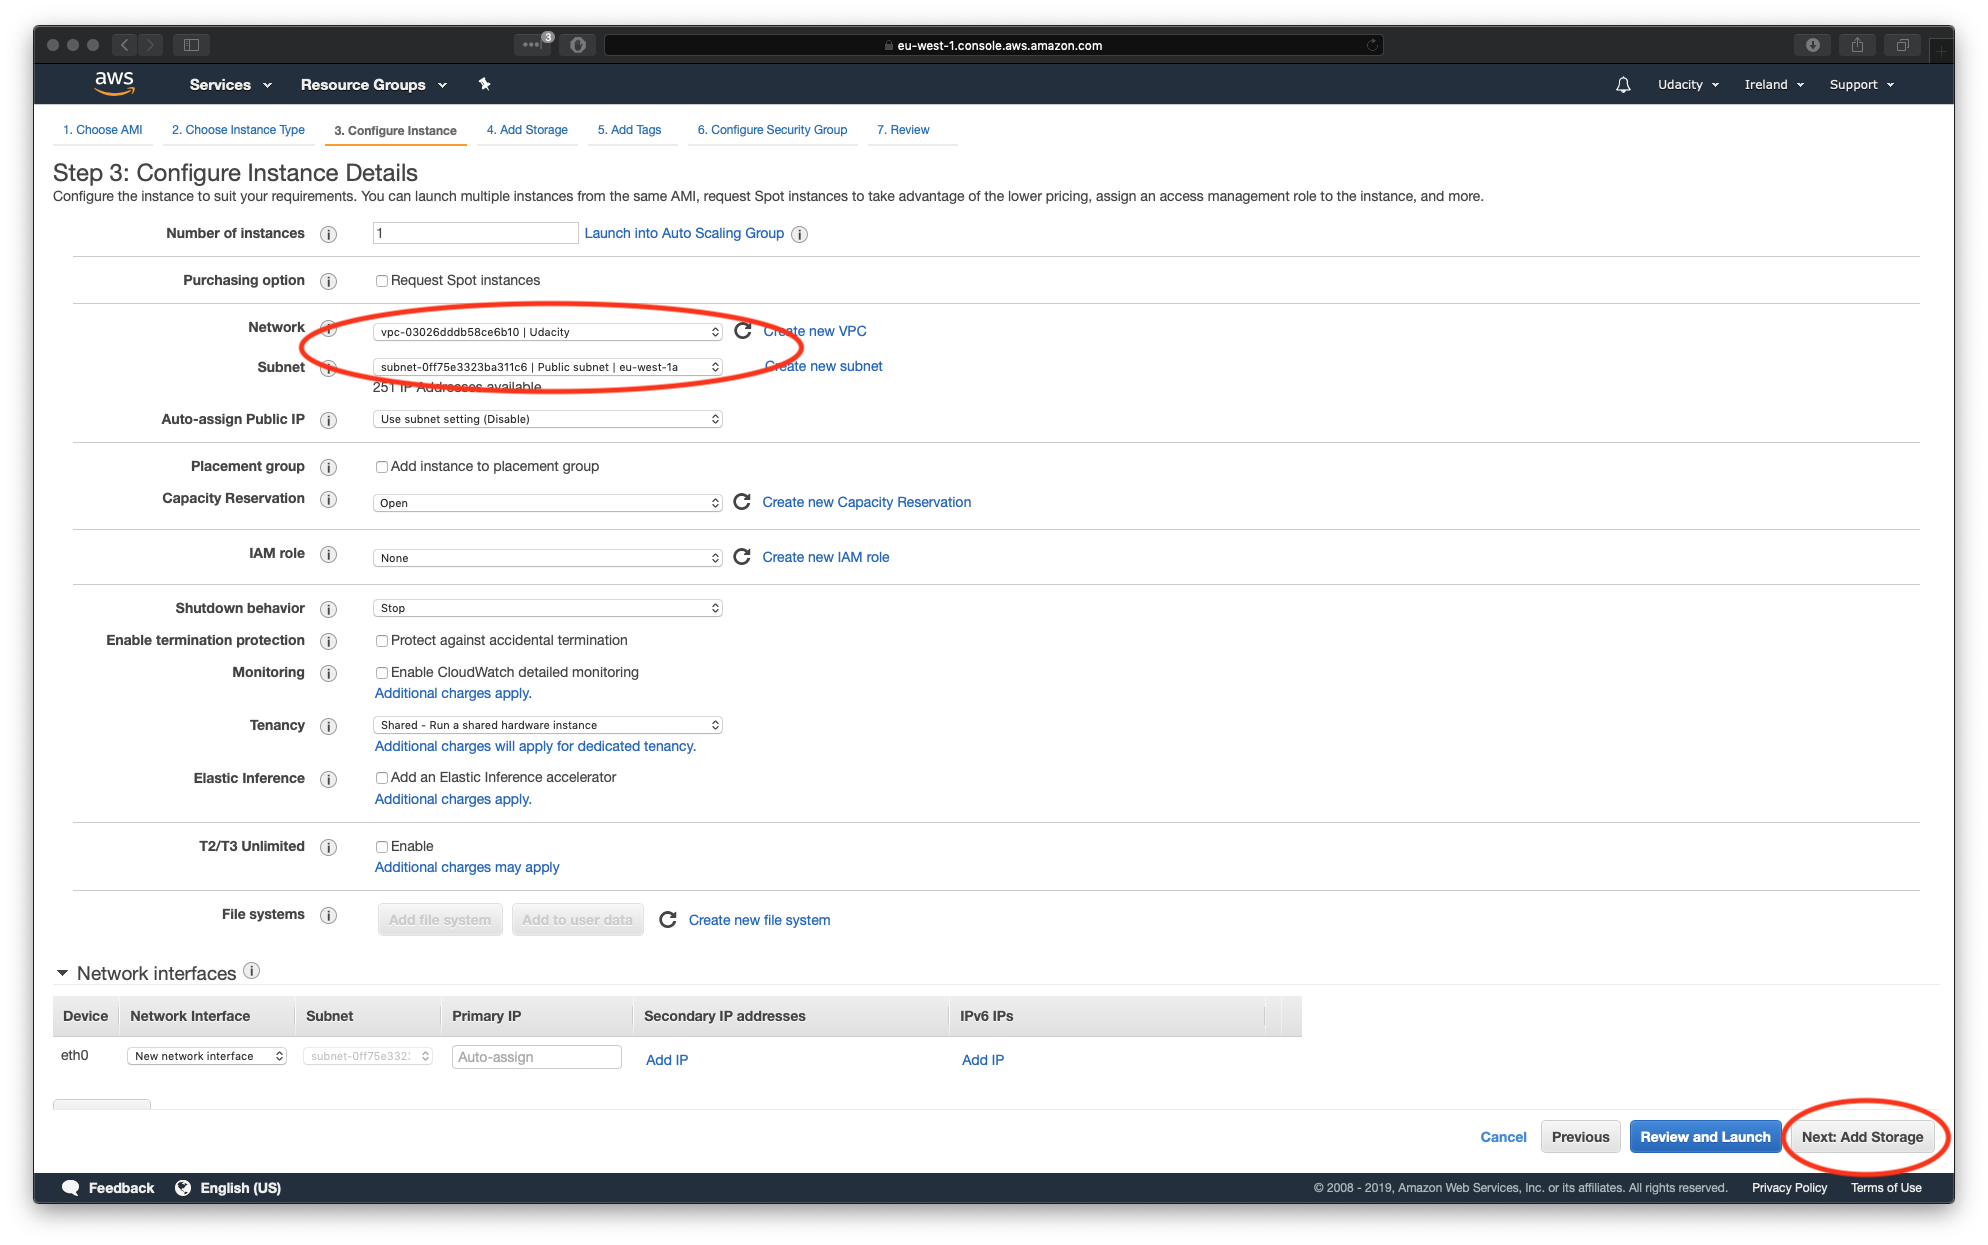 3
eu-west-1.console.aws.amazon.com
aws
Services
Resource Groups
Udacity
Ireland
Support
1. Choose AMI
2. Choose Instance Type
3. Configure Instance
4. Add Storage
5. Add Tags
6. Configure Security Group
7. Review
Step 3: Configure Instance Details
Configure the instance to suit your requirements. You can launch multiple instances from the same AMI, request Spot instances to take advantage of the lower pricing, assign an access management role to the instance, and more.
Number of instances
1
Launch into Auto Scaling Group
Purchasing option
Request Spot instances
Network
vpc-03026dddb58ce6b10 | Udacity
Create new VPC
Subnet
subnet-0ff75e3323ba311c6 | Public subnet | eu-west-1a
Create new subnet
251 IP Addresses available
Auto-assign Public IP
Use subnet setting (Disable)
Placement group
Add instance to placement group
Capacity Reservation
Open
Create new Capacity Reservation
IAM role
None
Create new IAM role
Shutdown behavior
Stop
Enable termination protection
Protect against accidental termination
Monitoring
Enable CloudWatch detailed monitoring
Additional charges apply.
Tenancy
Shared - Run a shared hardware instance
Additional charges will apply for dedicated tenancy.
Elastic Inference
Add an Elastic Inference accelerator
Additional charges apply.
T2/T3 Unlimited
Enable
Additional charges may apply
File systems
Add file system
Add to user data
Create new file system
Network interfaces
Device
Network Interface
Subnet
Primary IP
Secondary IP addresses
IPv6 IPs
eth0
New network interface
subnet-0ff75e332
Auto-assign
Add IP
Add IP
Cancel
Previous
Review and Launch
Next: Add Storage
Feedback
English (US)
© 2008 - 2019, Amazon Web Services, Inc. or its affiliates. All rights reserved.
Privacy Policy
Terms of Use